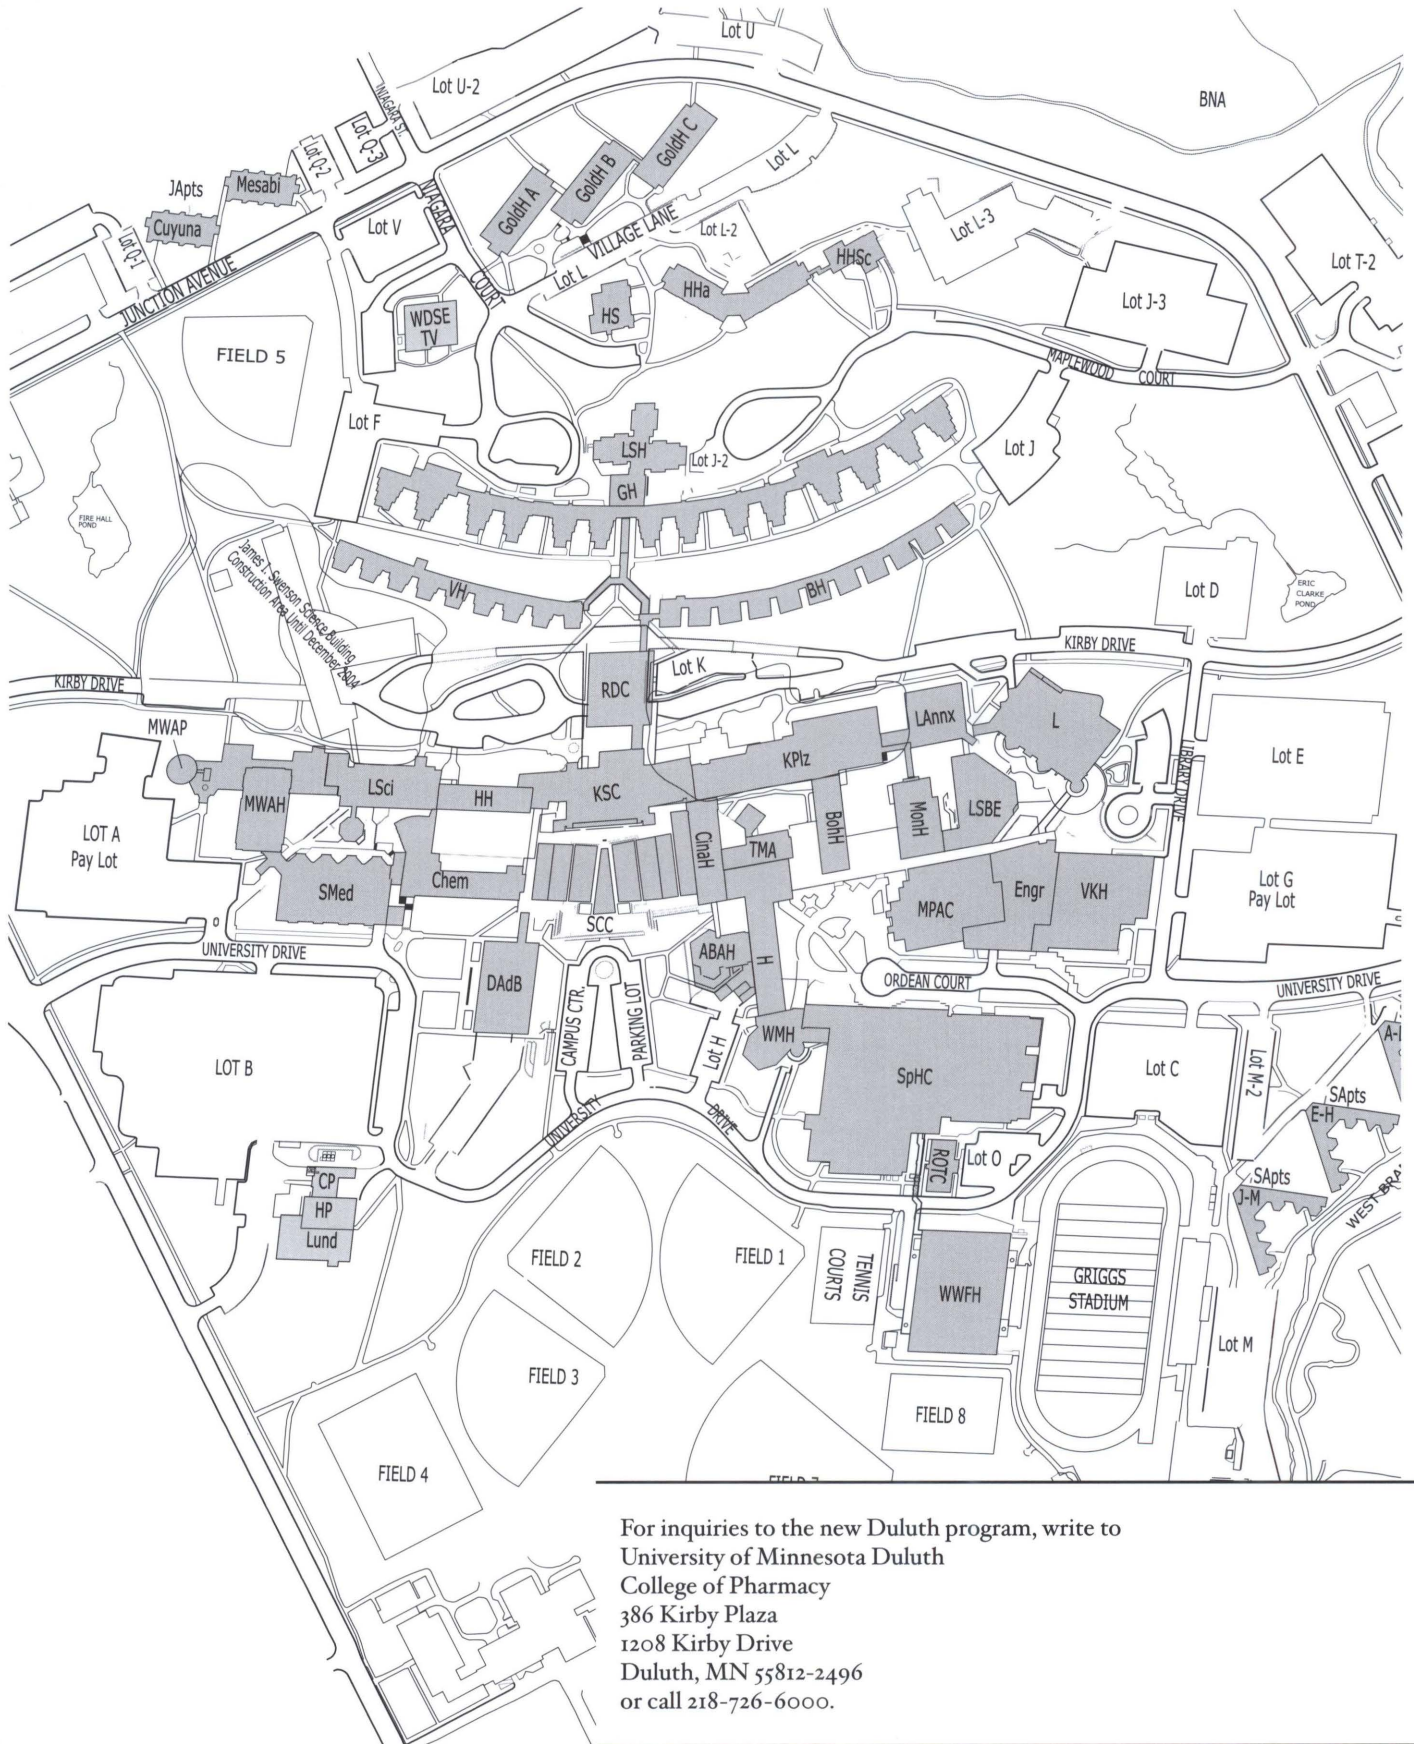 Lot U
Lot U-2
BNA
NIAGARA ST.
Lot Q-3
Lot Q-2
GoldH C
Lot L
JApts
Mesabi
GoldH B
Cuyuna
Lot V
GoldH A
VILLAGE LANE
Lot L-2
Lot L-3
Lot Q-1
COURT
Lot L
HHSc
Lot T-2
JUNCTION AVENUE
HHa
Lot J-3
WDSE
TV
HS
FIELD 5
MAPLEWOOD
COURT
Lot F
LSH
Lot J-2
Lot J
GH
FIRE HALL
POND
James I. Swenson Science Building
Construction Area Until December 2004
VH
BH
Lot D
ERIC
CLARKE
POND
KIRBY DRIVE
Lot K
KIRBY DRIVE
RDC
MWAP
LAnnx
L
Lot E
KPlz
LIBRARY DRIVE
LSci
HH
KSC
MWAH
LSBE
MonH
BohH
LOT A
Pay Lot
CinaH
TMA
Chem
SMed
Engr
VKH
MPAC
Lot G
Pay Lot
SCC
UNIVERSITY DRIVE
ABAH
H
DAdB
ORDEAN COURT
UNIVERSITY DRIVE
CAMPUS CTR.
PARKING LOT
Lot H
WMH
LOT B
SpHC
Lot C
Lot M-2
SApts
E-H
UNIVERSITY
DRIVE
ROTC
Lot O
CP
SApts
J-M
HP
Lund
FIELD 2
FIELD 1
TENNIS
COURTS
WWFH
GRIGGS
STADIUM
Lot M
FIELD 3
FIELD 8
FIELD 4
For inquiries to the new Duluth program, write to
University of Minnesota Duluth
College of Pharmacy
386 Kirby Plaza
1208 Kirby Drive
Duluth, MN 55812-2496
or call 218-726-6000.